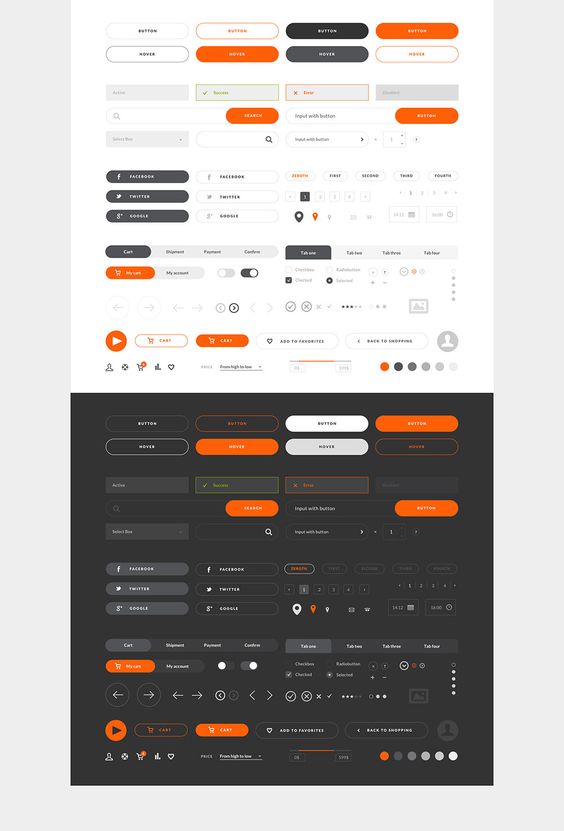 BUTTON BUTTON BUTTON BUTTON
HOVER HOVER HOVER HOVER
Active Success Error Disabled
SEARCH Input with button BUTTON
Select Box Input with button 1
FACEBOOK FACEBOOK ZEROTH FIRST SECOND THIRD FOURTH
TWITTER TWITTER 1 2 3 4 1 2 3 4
GOOGLE GOOGLE 14.12 16:00
Cart Shipment Payment Confirm Tab one Tab two Tab three Tab four
My cart My account Checkbox Radiobutton
Checked Selected
CART CART ADD TO FAVORITES BACK TO SHOPPING
PRICE From high to low 0$ 599$
BUTTON BUTTON BUTTON BUTTON
HOVER HOVER HOVER HOVER
Active Success Error Disabled
SEARCH Input with button BUTTON
Select Box Input with button 1
FACEBOOK FACEBOOK ZEROTH FIRST SECOND THIRD FOURTH
TWITTER TWITTER 1 2 3 4 1 2 3 4
GOOGLE GOOGLE 14.12 16:00
Cart Shipment Payment Confirm Tab one Tab two Tab three Tab four
My cart My account Checkbox Radiobutton
Checked Selected
CART CART ADD TO FAVORITES BACK TO SHOPPING
PRICE From high to low 0$ 599$